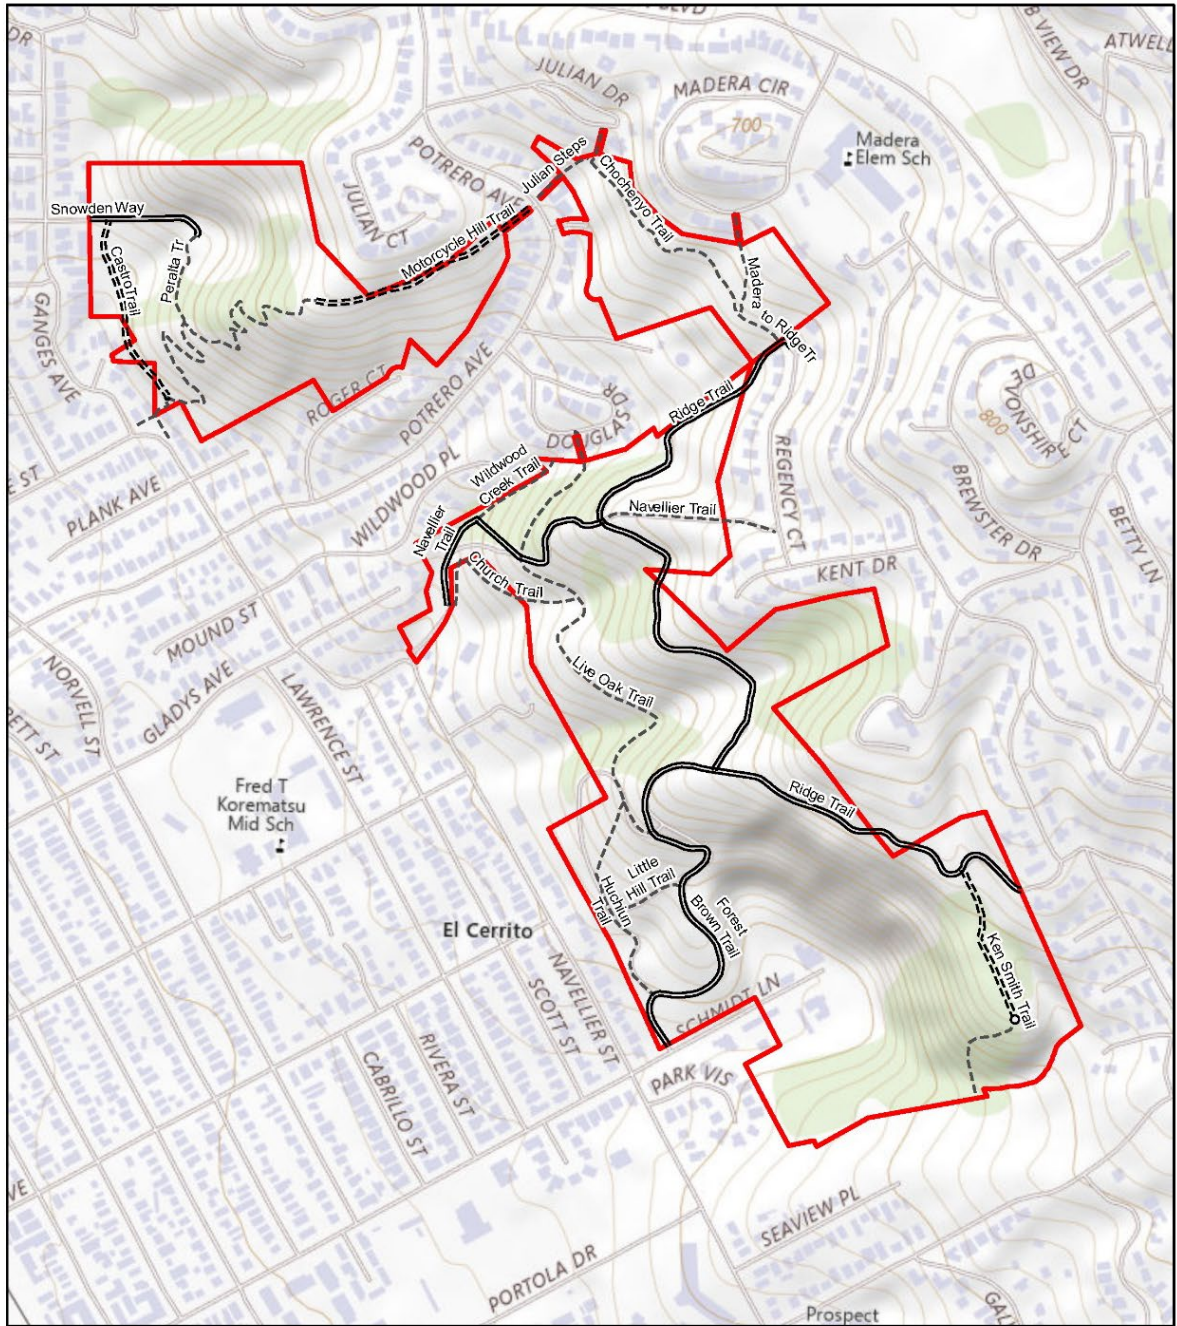 BLVD
DR
B VIEW DR
ATWELL
JULIAN DR
MADERA CIR
700
Madera
Elem Sch
POTRERO AVE
Julian Steps
Chochenyo Trail
JULIAN CT
Snowden Way
Motorcycle Hill Trail
Castro Trail
Peralta Tr
Madera to Ridge Tr
GANGES AVE
ROGER CT
POTRERO AVE
DOUGLAS DR
Ridge Trail
DEVONSHIRE CT
800
REGENCY CT
Wildwood
Creek Trail
E ST
PLANK AVE
WILDWOOD PL
Navellier
Trail
Navellier Trail
BREWSTER DR
BETTY LN
Church Trail
KENT DR
MOUND ST
NORVELL ST
GLADYS AVE
LAWRENCE ST
Live Oak Trail
ETT ST
Fred T
Korematsu
Mid Sch
Ridge Trail
Little
Hill Trail
Huchiun
Trail
Forest
Brown Trail
El Cerrito
Ken Smith Trail
NAVELLIER ST
SCOTT ST
SCHMIDT LN
RIVERA ST
CABRILLO ST
PARK VIS
VE
SEAVIEW PL
PORTOLA DR
GAL
Prospect